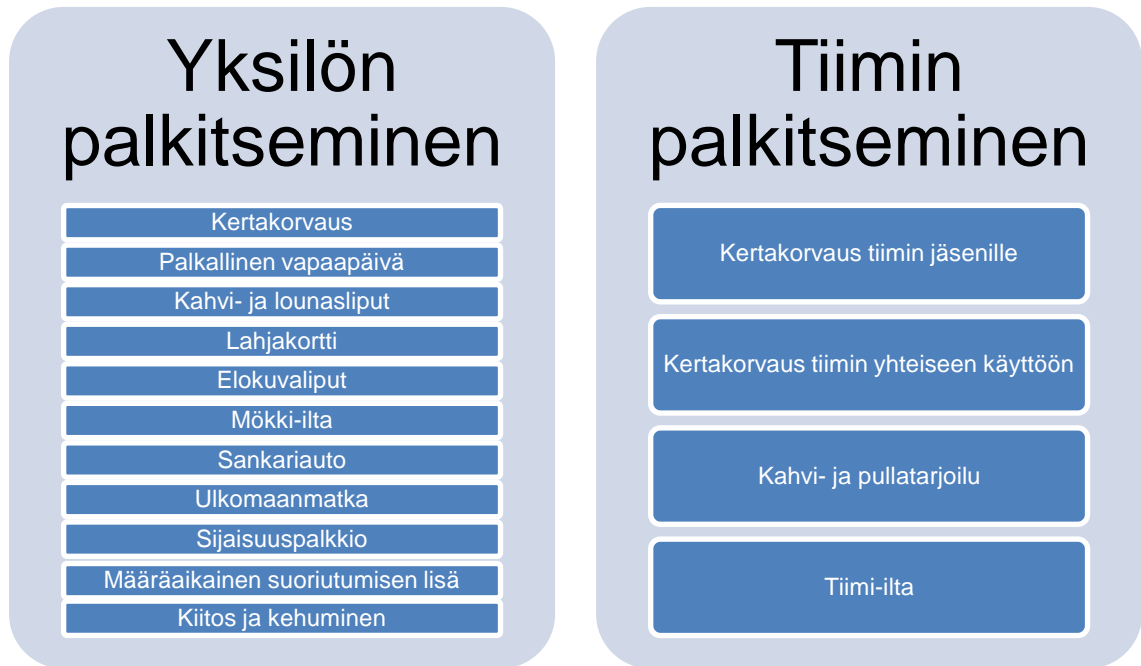 Yksilön
palkitseminen
Kertakorvaus
Palkallinen vapaapäivä
Kahvi- ja lounasliput
Lahjakortti
Elokuvaliput
Mökki-ilta
Sankariauto
Ulkomaanmatka
Sijaisuuspalkkio
Määräaikainen suoriutumisen lisä
Kiitos ja kehuminen
Tiimin
palkitseminen
Kertakorvaus tiimin jäsenille
Kertakorvaus tiimin yhteiseen käyttöön
Kahvi- ja pullatarjoilu
Tiimi-ilta